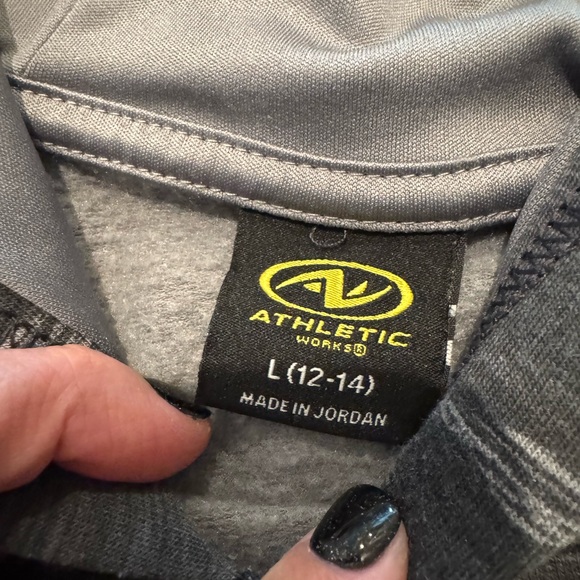 ATHLETIC
WORKS®
L (12-14)
MADE IN JORDAN